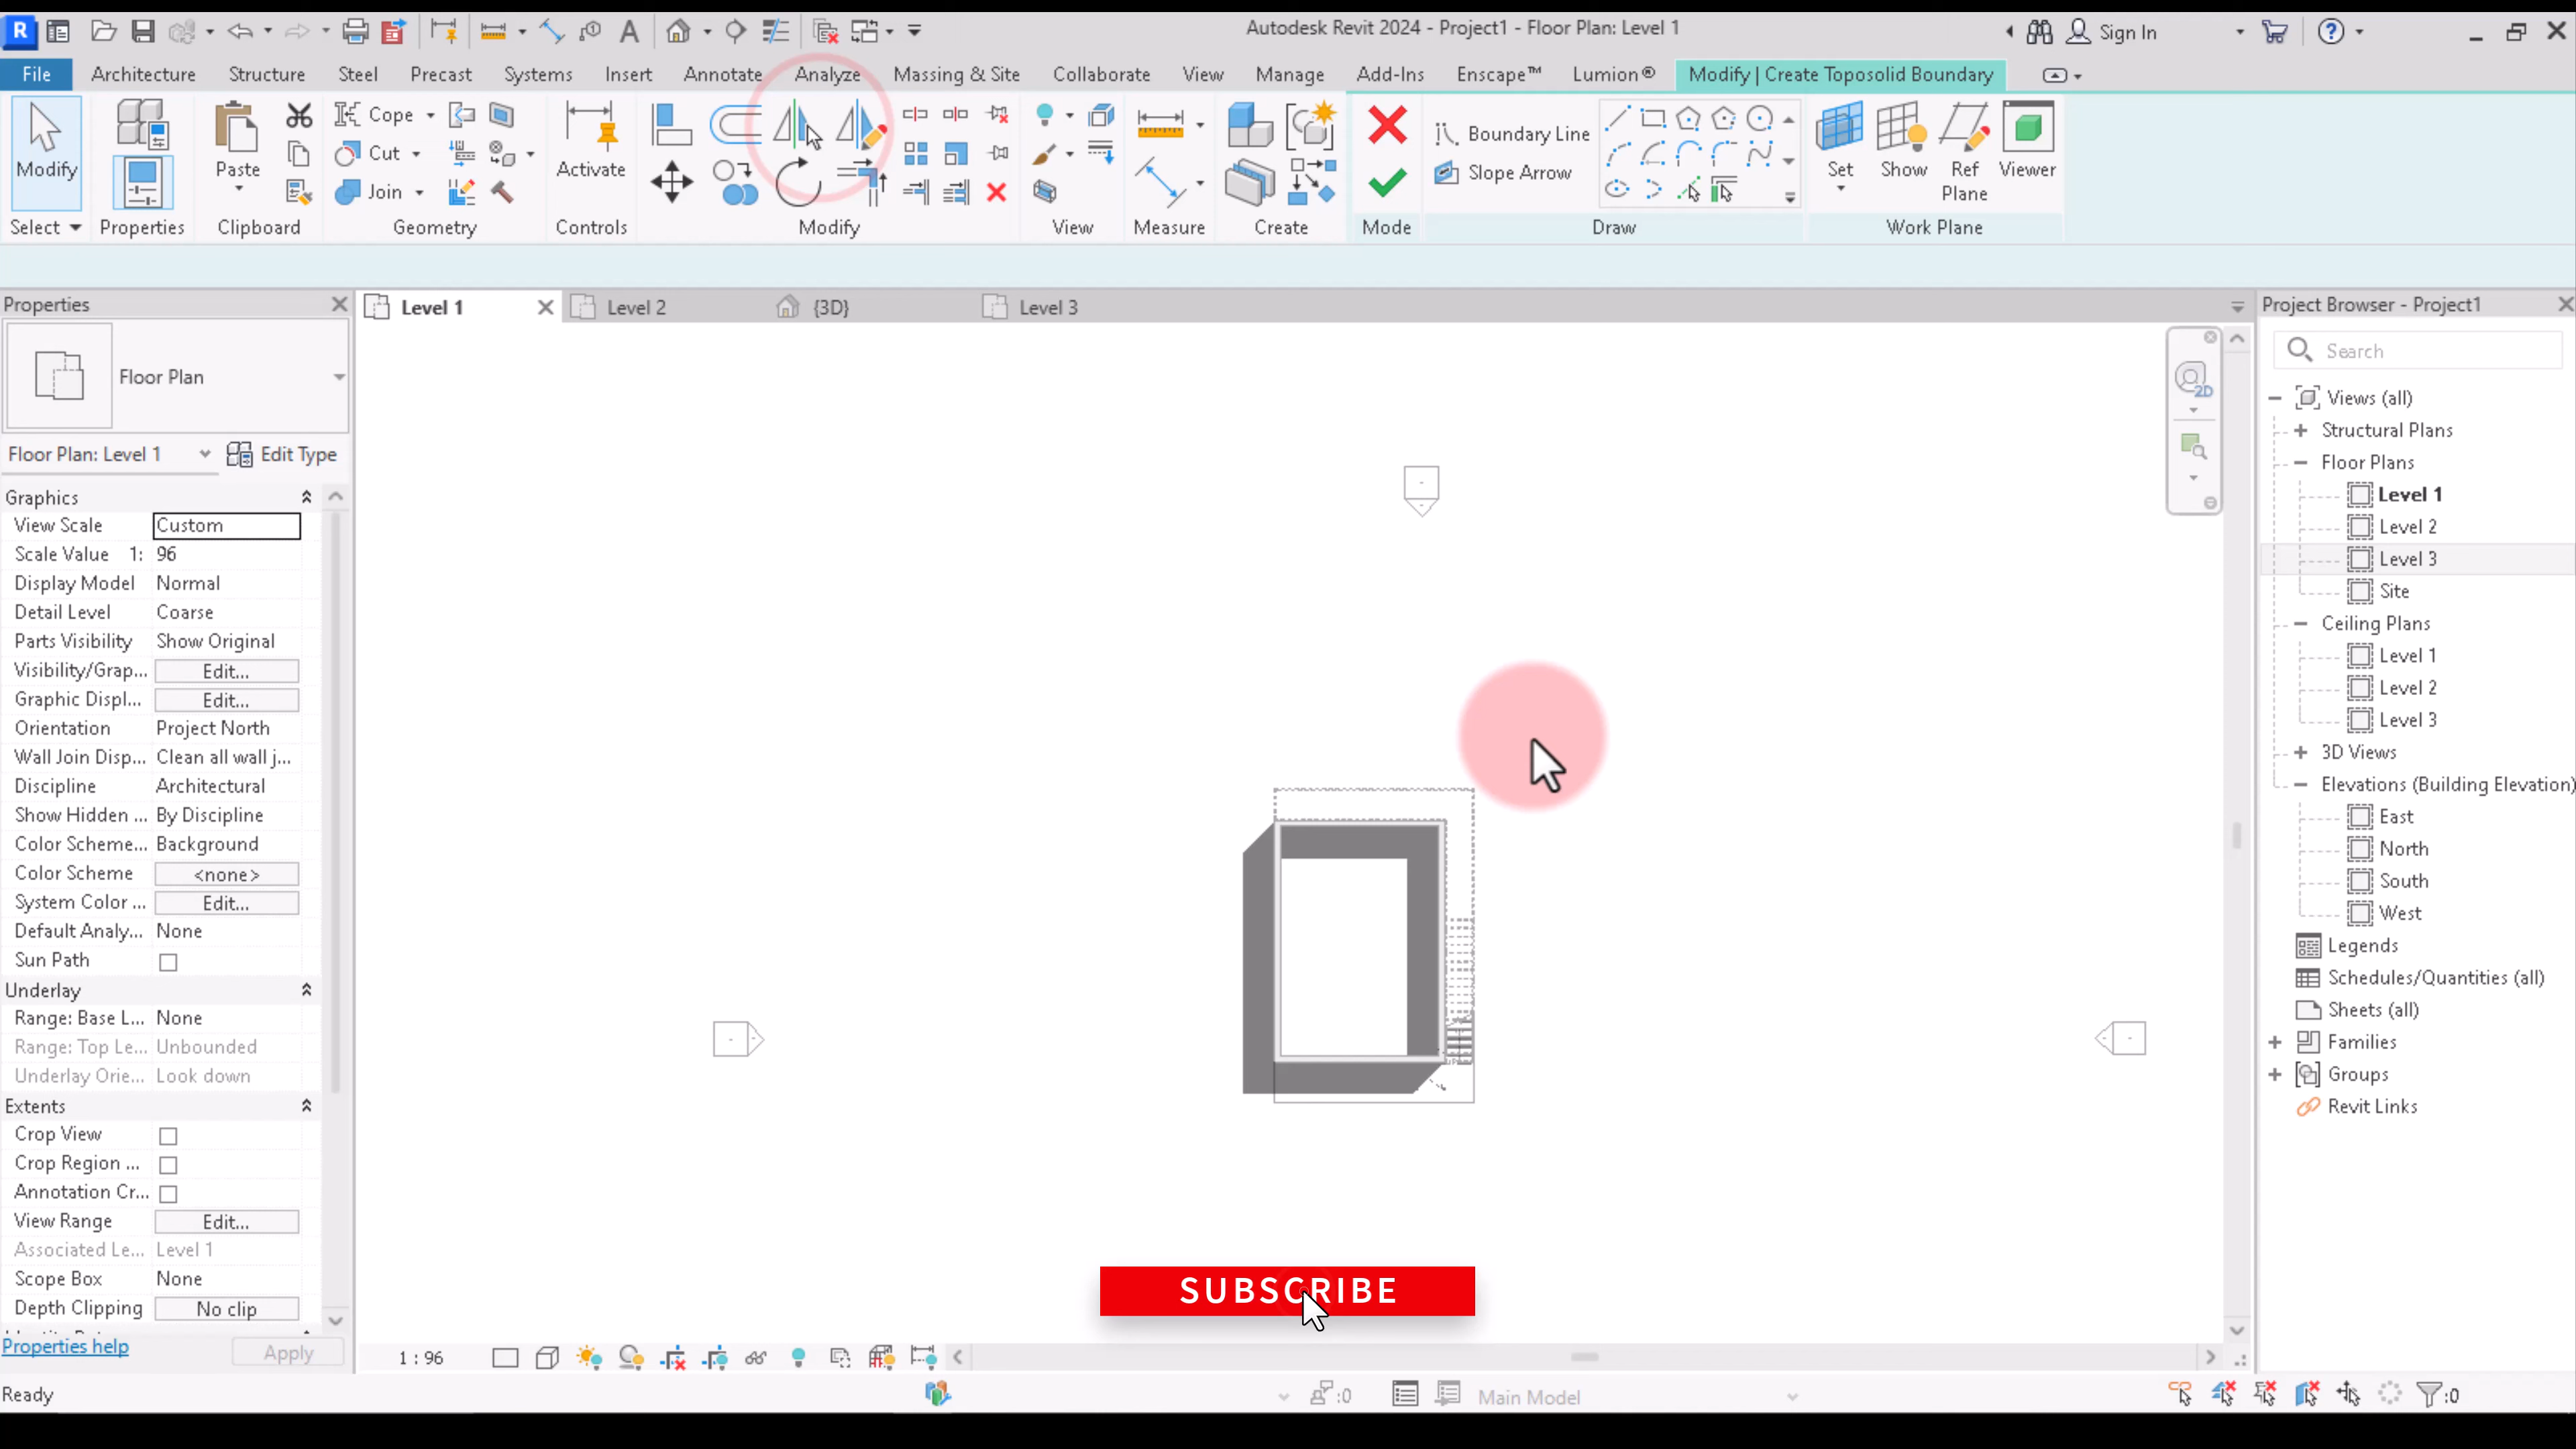 Autodesk Revit 2024 - Project1 - Floor Plan: Level 1
Sign In
File Architecture Structure Steel Precast Systems Insert Annotate Analyze Massing & Site Collaborate View Manage Add-Ins Enscape™ Lumion® Modify | Create Toposolid Boundary
Modify
Paste
Cope
Cut
Join
Activate
Boundary Line
Slope Arrow
Set
Show
Ref Plane
Viewer
Select Properties Clipboard Geometry Controls Modify View Measure Create Mode Draw Work Plane
Properties
Floor Plan
Floor Plan: Level 1 Edit Type
Graphics
View Scale Custom
Scale Value 1: 96
Display Model Normal
Detail Level Coarse
Parts Visibility Show Original
Visibility/Grap... Edit...
Graphic Displ... Edit...
Orientation Project North
Wall Join Disp... Clean all wall j...
Discipline Architectural
Show Hidden ... By Discipline
Color Scheme... Background
Color Scheme <none>
System Color ... Edit...
Default Analy... None
Sun Path
Underlay
Range: Base L... None
Range: Top Le... Unbounded
Underlay Orie... Look down
Extents
Crop View
Crop Region ...
Annotation Cr...
View Range Edit...
Associated Le... Level 1
Scope Box None
Depth Clipping No clip
Properties help Apply
Level 1 Level 2 {3D} Level 3
2D
SUBSCRIBE
1 : 96
Ready
:0
Main Model
:0
Project Browser - Project1
Search
Views (all)
Structural Plans
Floor Plans
Level 1
Level 2
Level 3
Site
Ceiling Plans
Level 1
Level 2
Level 3
3D Views
Elevations (Building Elevation)
East
North
South
West
Legends
Schedules/Quantities (all)
Sheets (all)
Families
Groups
Revit Links